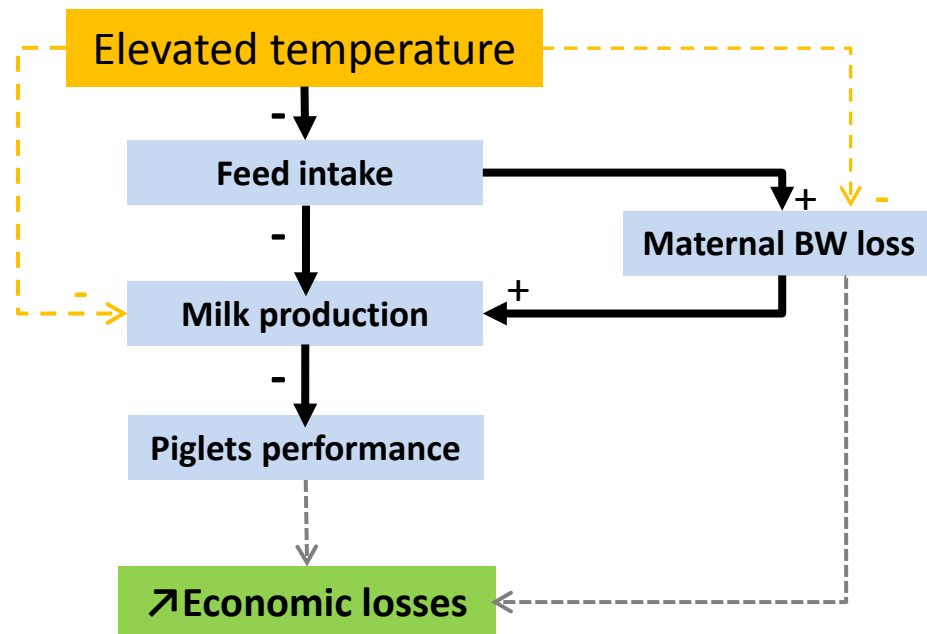 Elevated temperature
-
Feed intake
+
-
-
Maternal BW loss
-
+
Milk production
-
Piglets performance
↗Economic losses